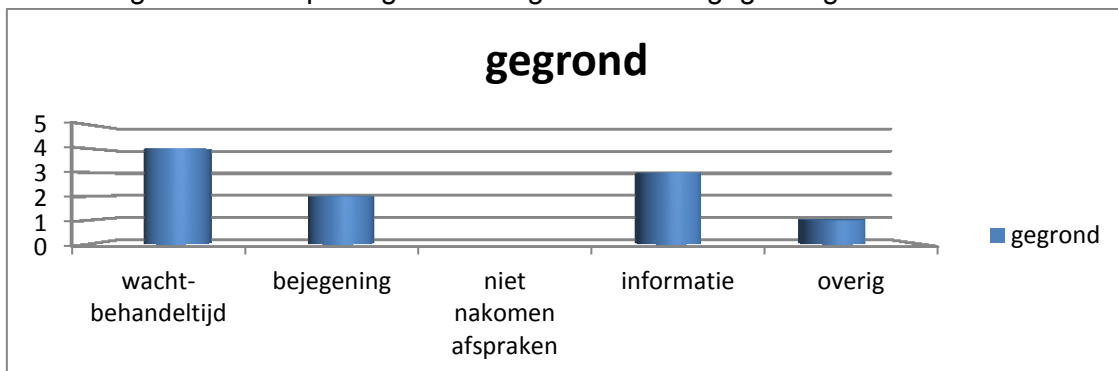 gegrond
5
4
3
2
1
0
wacht-
behandeltijd
bejegening
niet
nakomen
afspraken
informatie
overig
gegrond